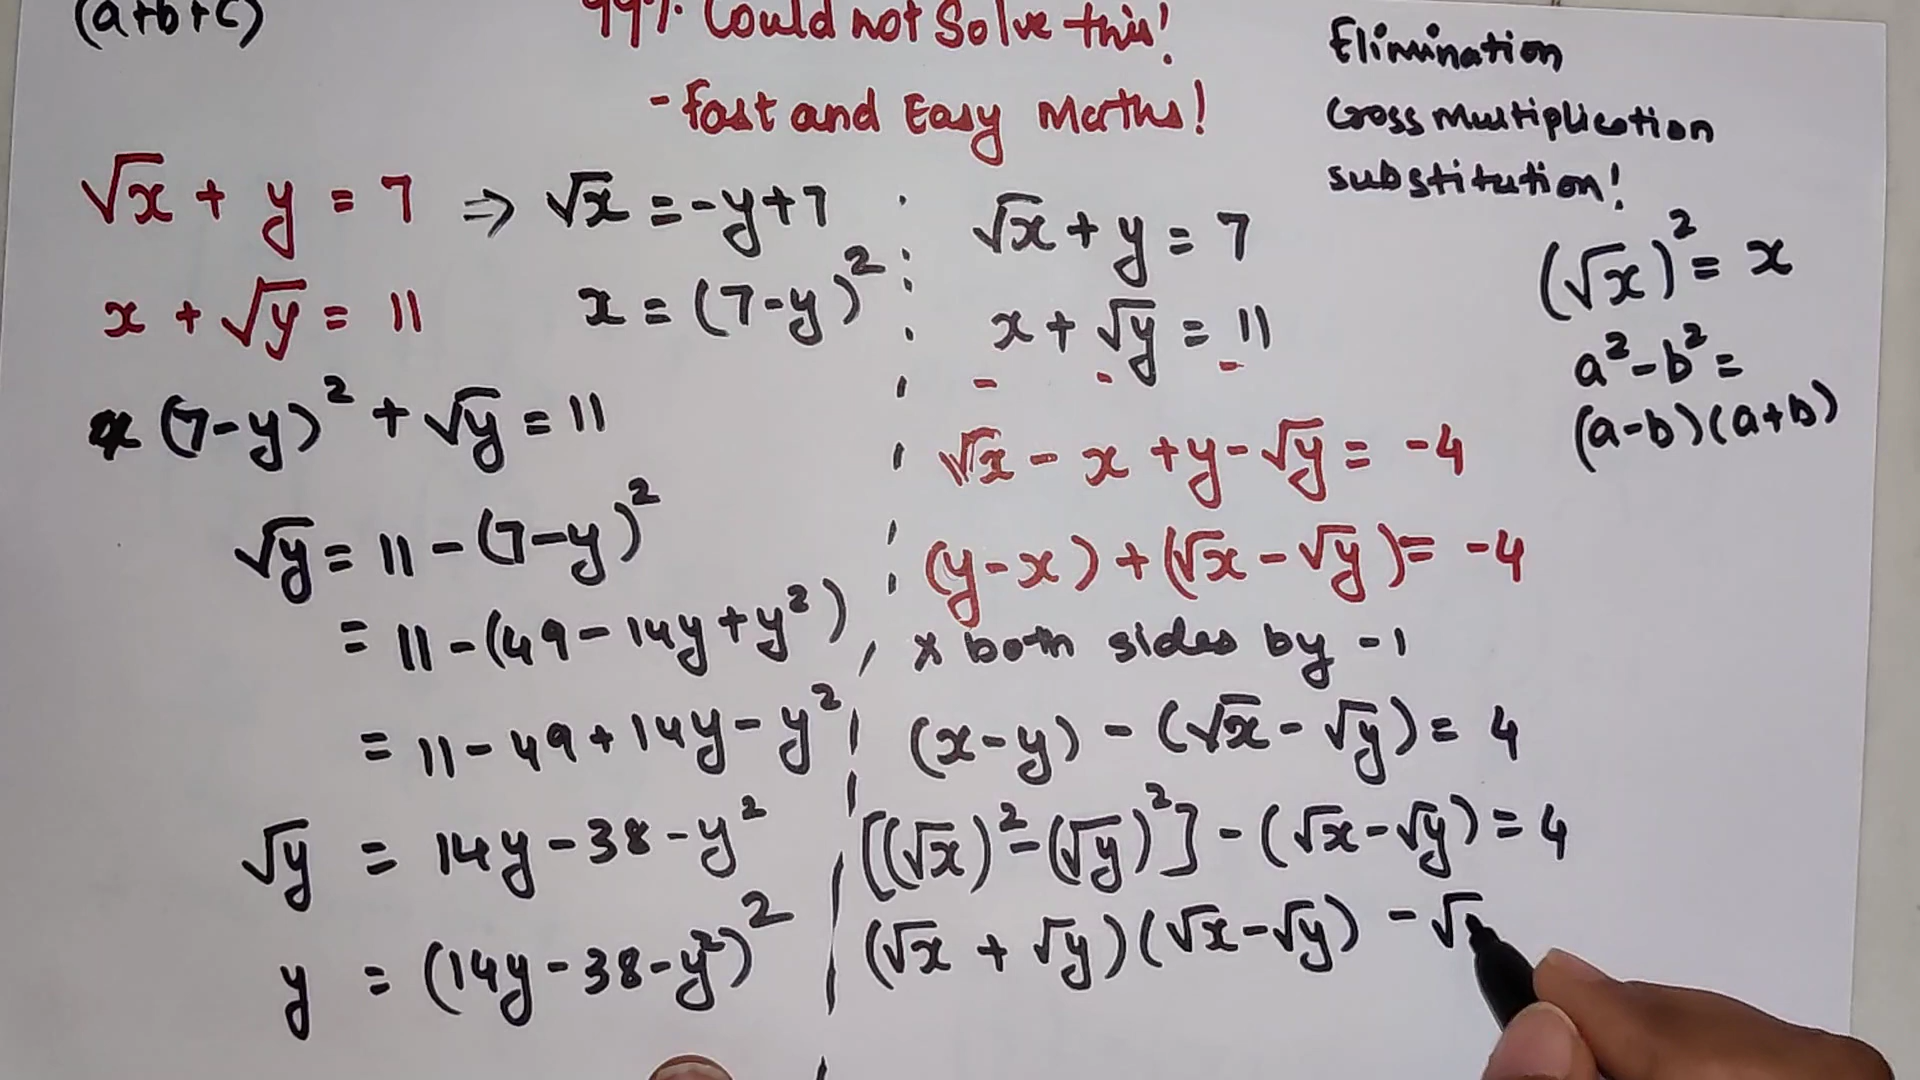 (a+b+c)
99% Could not Solve this!
- Fast and Easy Maths!
Elimination
Cross Multiplication
substitution!
√x + y = 7 ⇒ √x = -y+7
x + √y = 11
x = (7-y)²
(7-y)² + √y = 11
√y = 11 - (7-y)²
= 11 - (49 - 14y + y²)
= 11 - 49 + 14y - y²
√y = 14y - 38 - y²
y = (14y - 38 - y²)²
√x + y = 7
x + √y = 11
- - -
√x - x + y - √y = -4
(y-x) + (√x - √y) = -4
x both sides by -1
(x-y) - (√x - √y) = 4
[(√x)² - (√y)²] - (√x - √y) = 4
(√x + √y)(√x - √y) - √
(√x)² = x
a² - b² =
(a-b)(a+b)